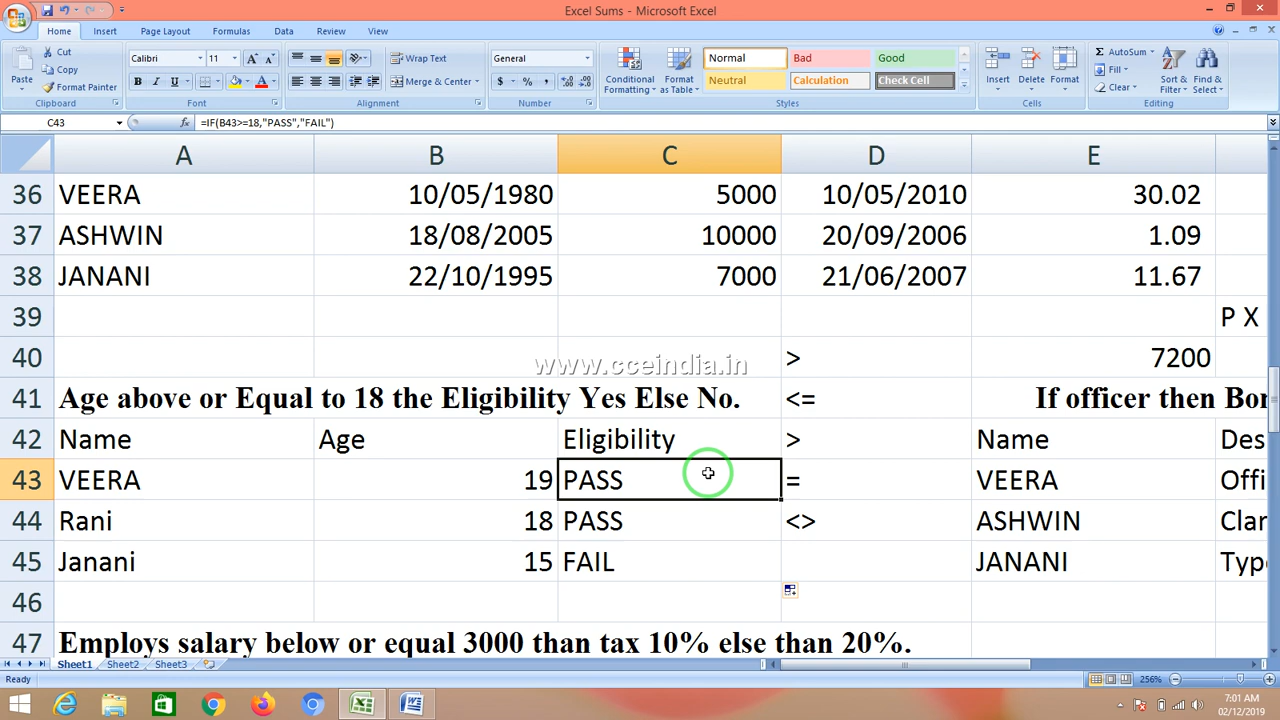 Excel Sums - Microsoft Excel
Home Insert Page Layout Formulas Data Review View
Paste Cut Copy Format Painter Clipboard
Calibri 11 B I U A A A Font
Wrap Text Merge & Center Alignment
General $ % , Number
Conditional Formatting Format as Table Normal Bad Good Neutral Calculation Check Cell Styles
Insert Delete Format Cells
Σ AutoSum Fill Clear Sort & Filter Find & Select Editing
C43 fx =IF(B43>=18,"PASS","FAIL")
A B C D E
36 VEERA 10/05/1980 5000 10/05/2010 30.02
37 ASHWIN 18/08/2005 10000 20/09/2006 1.09
38 JANANI 22/10/1995 7000 21/06/2007 11.67
39 P X
40 www.cceindia.in > 7200
41 Age above or Equal to 18 the Eligibility Yes Else No. <= If officer then Bor
42 Name Age Eligibility > Name Des
43 VEERA 19 PASS = VEERA Offi
44 Rani 18 PASS <> ASHWIN Clar
45 Janani 15 FAIL JANANI Typ
46
47 Employs salary below or equal 3000 than tax 10% else than 20%.
Sheet1 Sheet2 Sheet3
Ready 256%
7:01 AM
02/12/2019